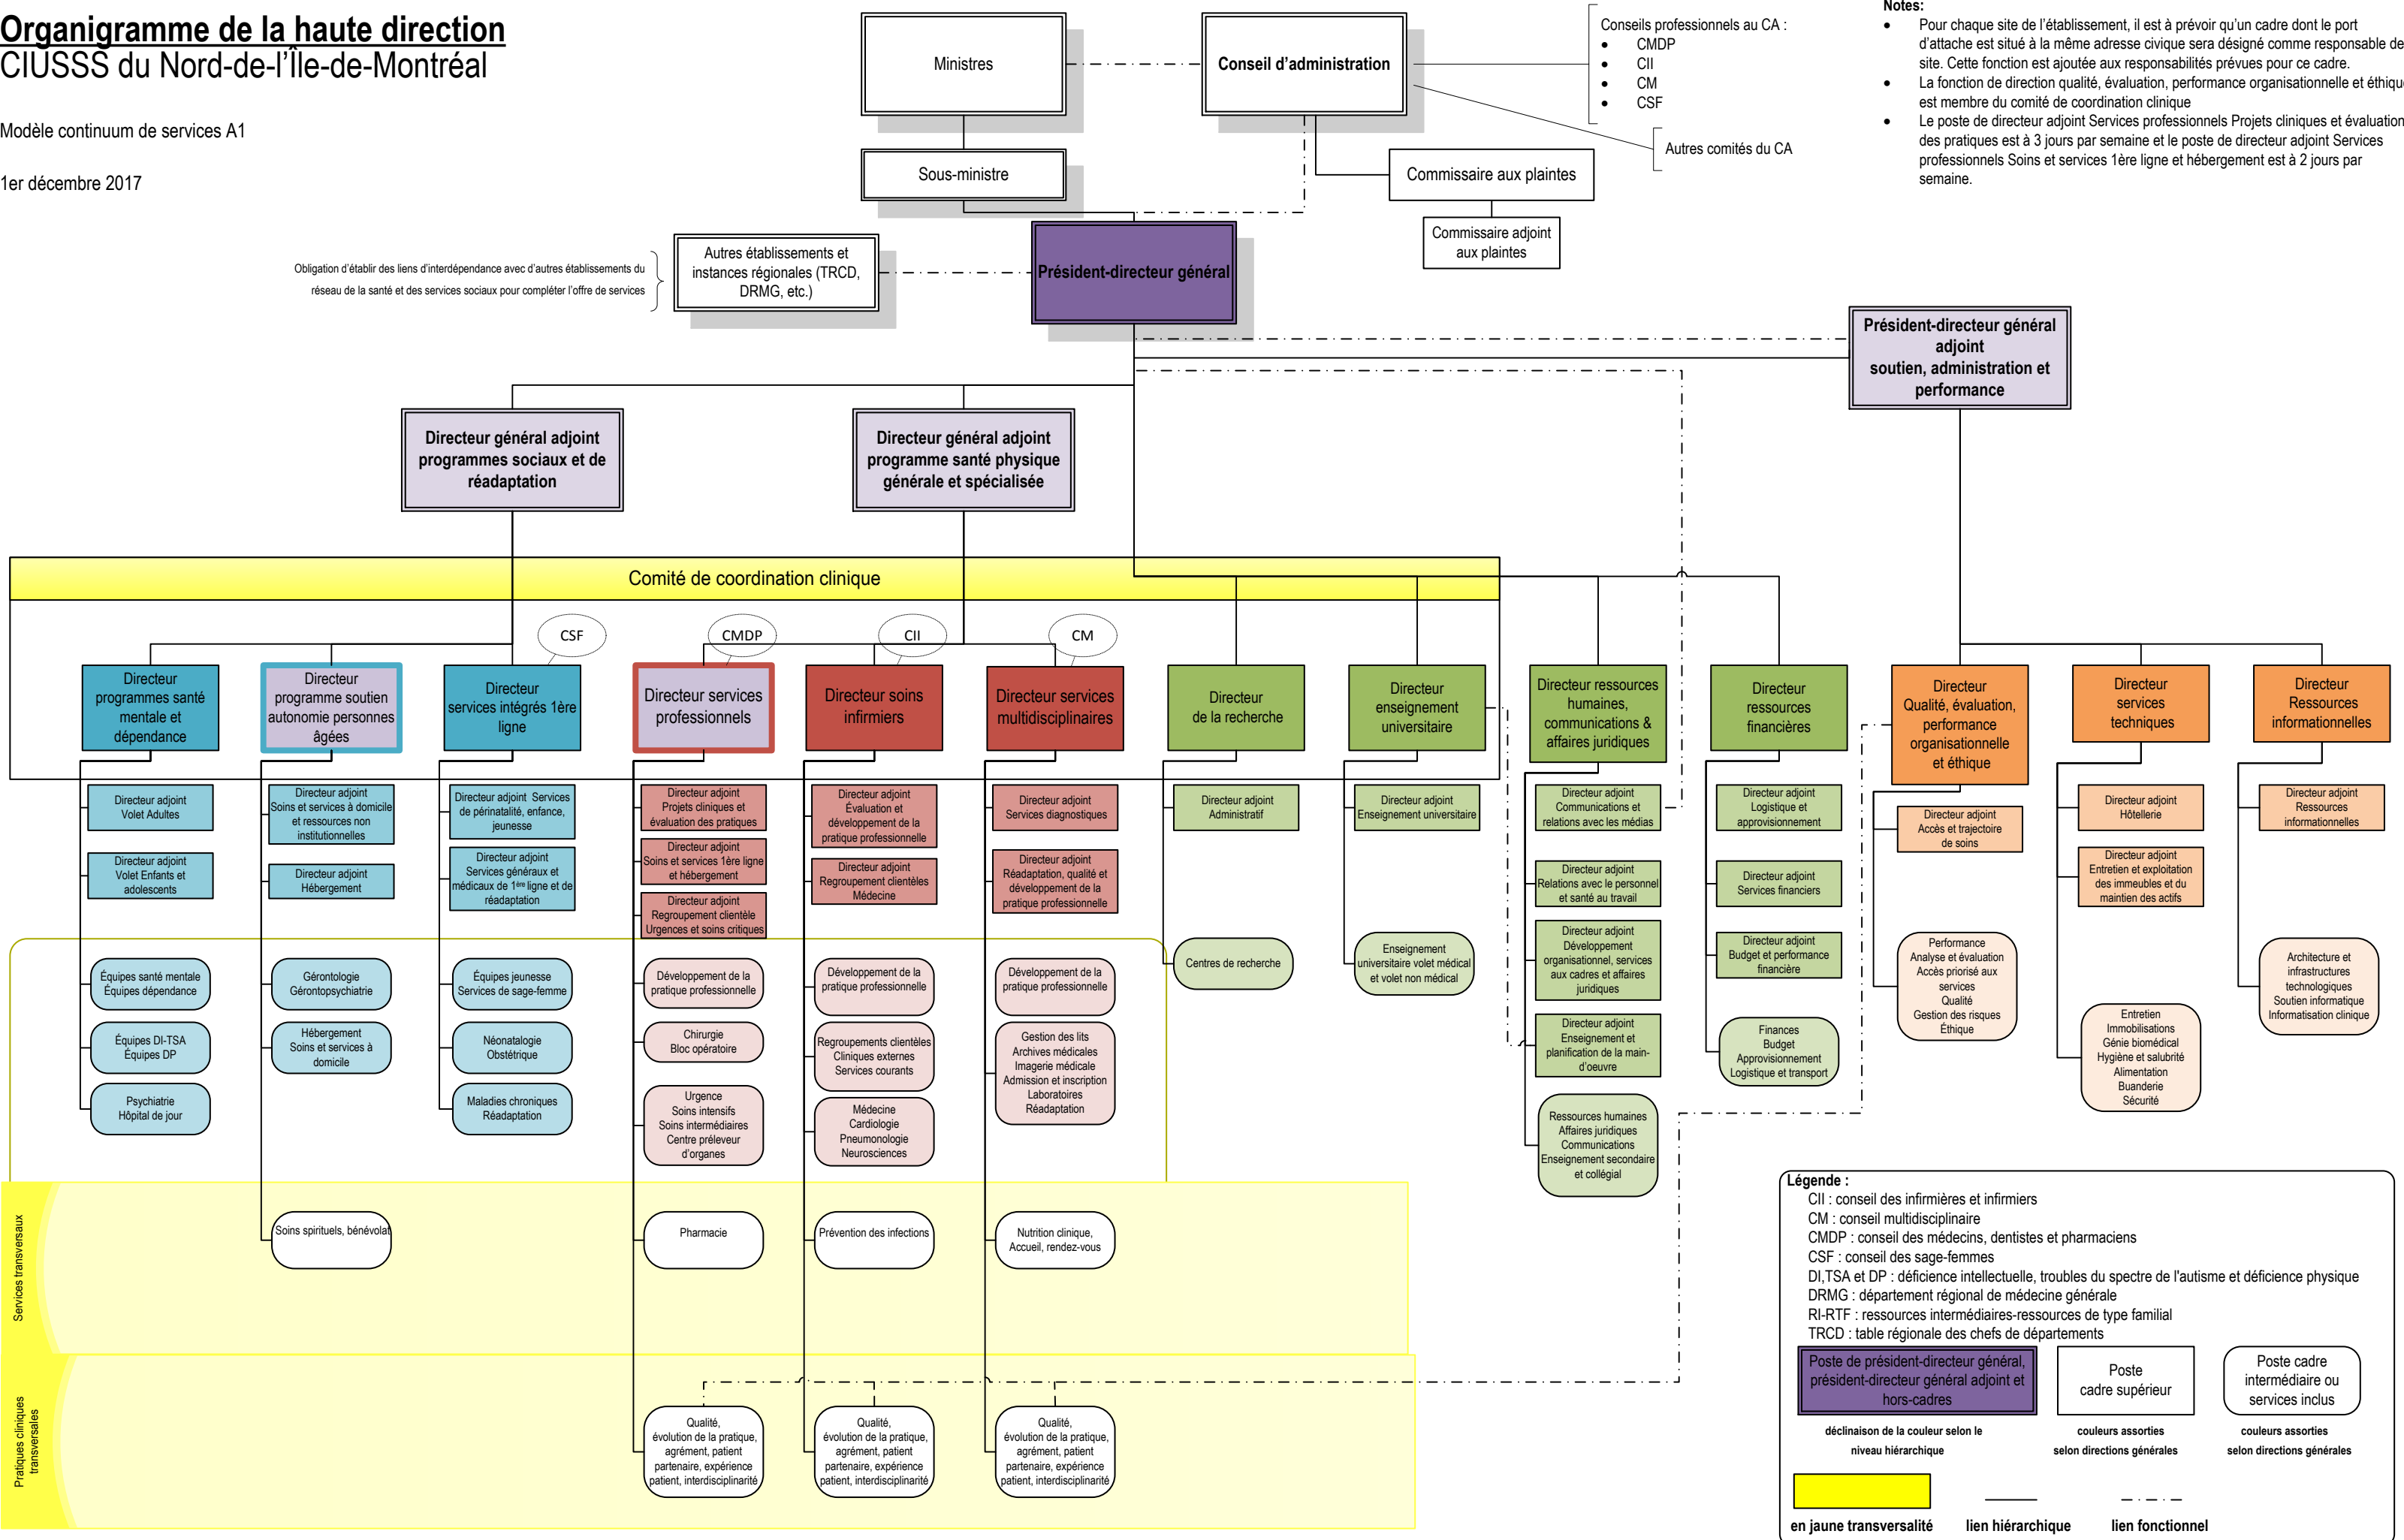 Organigramme de la haute direction
CIUSSS du Nord-de-l'Île-de-Montréal
Modèle continuum de services A1
1er décembre 2017
Ministres
Conseil d'administration
Conseils professionnels au CA :
• CMDP
• CII
• CM
• CSF
Autres comités du CA
Notes:
• Pour chaque site de l'établissement, il est à prévoir qu'un cadre dont le port
d'attache est situé à la même adresse civique sera désigné comme responsable de
site. Cette fonction est ajoutée aux responsabilités prévues pour ce cadre.
• La fonction de direction qualité, évaluation, performance organisationnelle et éthiqu
est membre du comité de coordination clinique
• Le poste de directeur adjoint Services professionnels Projets cliniques et évaluation
des pratiques est à 3 jours par semaine et le poste de directeur adjoint Services
professionnels Soins et services 1ère ligne et hébergement est à 2 jours par
semaine.
Sous-ministre
Commissaire aux plaintes
Commissaire adjoint
aux plaintes
Obligation d'établir des liens d'interdépendance avec d'autres établissements du
réseau de la santé et des services sociaux pour compléter l'offre de services
Autres établissements et
instances régionales (TRCD,
DRMG, etc.)
Président-directeur général
Président-directeur général
adjoint
soutien, administration et
performance
Directeur général adjoint
programmes sociaux et de
réadaptation
Directeur général adjoint
programme santé physique
générale et spécialisée
Comité de coordination clinique
CSF
CMDP
CII
CM
Directeur
programmes santé
mentale et
dépendance
Directeur
programme soutien
autonomie personnes
âgées
Directeur
services intégrés 1ère
ligne
Directeur services
professionnels
Directeur soins
infirmiers
Directeur services
multidisciplinaires
Directeur
de la recherche
Directeur
enseignement
universitaire
Directeur ressources
humaines,
communications &
affaires juridiques
Directeur
ressources
financières
Directeur
Qualité, évaluation,
performance
organisationnelle
et éthique
Directeur
services
techniques
Directeur
Ressources
informationnelles
Directeur adjoint
Volet Adultes
Directeur adjoint
Volet Enfants et
adolescents
Directeur adjoint
Soins et services à domicile
et ressources non
institutionnelles
Directeur adjoint
Hébergement
Directeur adjoint Services
de périnatalité, enfance,
jeunesse
Directeur adjoint
Services généraux et
médicaux de 1ère ligne et de
réadaptation
Directeur adjoint
Projets cliniques et
évaluation des pratiques
Directeur adjoint
Soins et services 1ère ligne
et hébergement
Directeur adjoint
Regroupement clientèle
Urgences et soins critiques
Directeur adjoint
Évaluation et
développement de la
pratique professionnelle
Directeur adjoint
Regroupement clientèles
Médecine
Directeur adjoint
Services diagnostiques
Directeur adjoint
Réadaptation, qualité et
développement de la
pratique professionnelle
Directeur adjoint
Administratif
Directeur adjoint
Enseignement universitaire
Directeur adjoint
Communications et
relations avec les médias
Directeur adjoint
Relations avec le personnel
et santé au travail
Directeur adjoint
Développement
organisationnel, services
aux cadres et affaires
juridiques
Directeur adjoint
Enseignement et
planification de la main-
d'oeuvre
Directeur adjoint
Logistique et
approvisionnement
Directeur adjoint
Services financiers
Directeur adjoint
Budget et performance
financière
Directeur adjoint
Accès et trajectoire
de soins
Directeur adjoint
Hôtellerie
Directeur adjoint
Entretien et exploitation
des immeubles et du
maintien des actifs
Directeur adjoint
Ressources
informationnelles
Équipes santé mentale
Équipes dépendance
Équipes DI-TSA
Équipes DP
Psychiatrie
Hôpital de jour
Gérontologie
Gérontopsychiatrie
Hébergement
Soins et services à
domicile
Équipes jeunesse
Services de sage-femme
Néonatalogie
Obstétrique
Maladies chroniques
Réadaptation
Développement de la
pratique professionnelle
Chirurgie
Bloc opératoire
Urgence
Soins intensifs
Soins intermédiaires
Centre préleveur
d'organes
Développement de la
pratique professionnelle
Regroupements clientèles
Cliniques externes
Services courants
Médecine
Cardiologie
Pneumonologie
Neurosciences
Développement de la
pratique professionnelle
Gestion des lits
Archives médicales
Imagerie médicale
Admission et inscription
Laboratoires
Réadaptation
Centres de recherche
Enseignement
universitaire volet médical
et volet non médical
Ressources humaines
Affaires juridiques
Communications
Enseignement secondaire
et collégial
Finances
Budget
Approvisionnement
Logistique et transport
Performance
Analyse et évaluation
Accès priorisé aux
services
Qualité
Gestion des risques
Éthique
Entretien
Immobilisations
Génie biomédical
Hygiène et salubrité
Alimentation
Buanderie
Sécurité
Architecture et
infrastructures
technologiques
Soutien informatique
Informatisation clinique
Services transversaux
Soins spirituels, bénévolat
Pharmacie
Prévention des infections
Nutrition clinique,
Accueil, rendez-vous
Pratiques cliniques
transversales
Qualité,
évolution de la pratique,
agrément, patient
partenaire, expérience
patient, interdisciplinarité
Qualité,
évolution de la pratique,
agrément, patient
partenaire, expérience
patient, interdisciplinarité
Qualité,
évolution de la pratique,
agrément, patient
partenaire, expérience
patient, interdisciplinarité
Légende :
CII : conseil des infirmières et infirmiers
CM : conseil multidisciplinaire
CMDP : conseil des médecins, dentistes et pharmaciens
CSF : conseil des sage-femmes
DI,TSA et DP : déficience intellectuelle, troubles du spectre de l'autisme et déficience physique
DRMG : département régional de médecine générale
RI-RTF : ressources intermédiaires-ressources de type familial
TRCD : table régionale des chefs de départements
Poste de président-directeur général,
président-directeur général adjoint et
hors-cadres
Poste
cadre supérieur
Poste cadre
intermédiaire ou
services inclus
déclinaison de la couleur selon le
niveau hiérarchique
couleurs assorties
selon directions générales
couleurs assorties
selon directions générales
en jaune transversalité
lien hiérarchique
lien fonctionnel